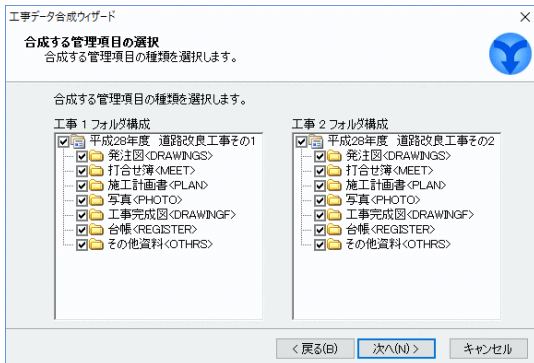 工事データ合成ウィザード
合成する管理項目の選択
合成する管理項目の種類を選択します。
合成する管理項目の種類を選択します。
工事 1 フォルダ構成
平成28年度 道路改良工事その1
発注図<DRAWINGS>
打合せ簿<MEET>
施工計画書<PLAN>
写真<PHOTO>
工事完成図<DRAWINGF>
台帳<REGISTER>
その他資料<OTHRS>
工事 2 フォルダ構成
平成28年度 道路改良工事その2
発注図<DRAWINGS>
打合せ簿<MEET>
施工計画書<PLAN>
写真<PHOTO>
工事完成図<DRAWINGF>
台帳<REGISTER>
その他資料<OTHRS>
< 戻る(B)
次へ(N) >
キャンセル